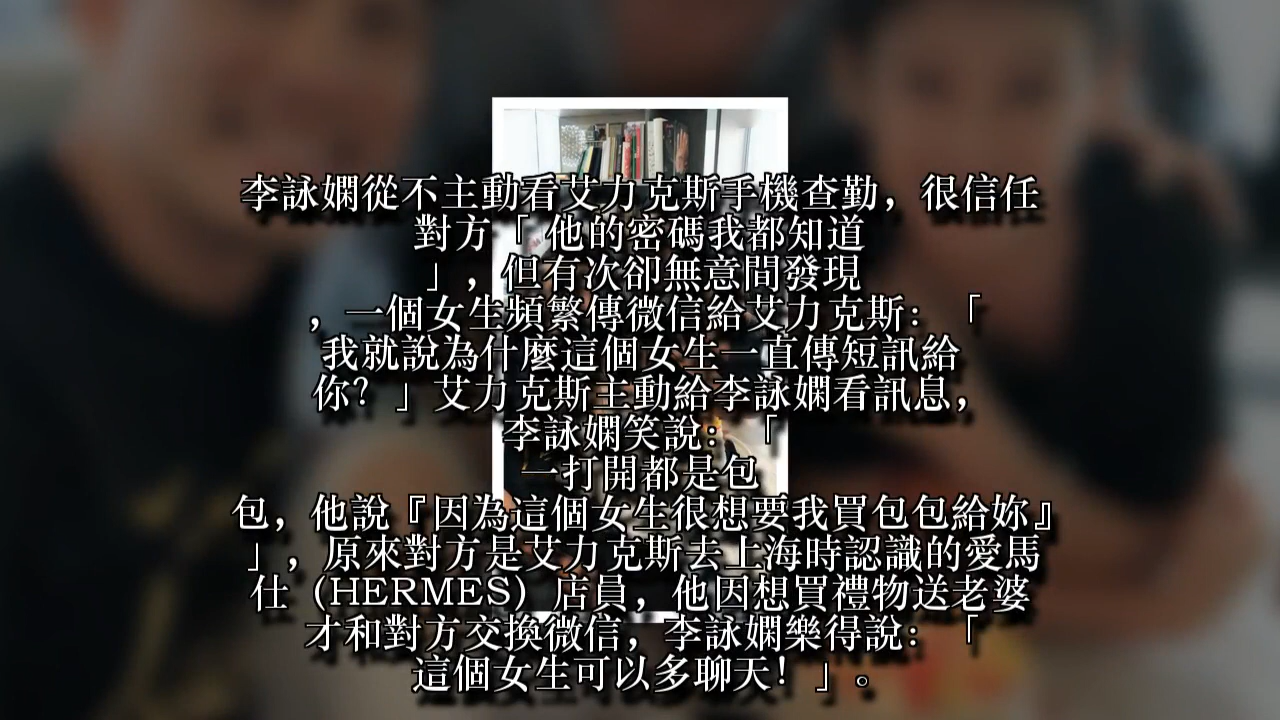 李詠嫻從不主動看艾力克斯手機查勤，很信任
對方「 他的密碼我都知道
」，但有次卻無意間發現
，一個女生頻繁傳微信給艾力克斯：「
我就說為什麼這個女生一直傳短訊給
你？」艾力克斯主動給李詠嫻看訊息，
李詠嫻笑說：「
一打開都是包
包，他說『因為這個女生很想要我買包包給妳』
」，原來對方是艾力克斯去上海時認識的愛馬
仕（HERMES）店員，他因想買禮物送老婆
才和對方交換微信，李詠嫻樂得說：「
這個女生可以多聊天！」。